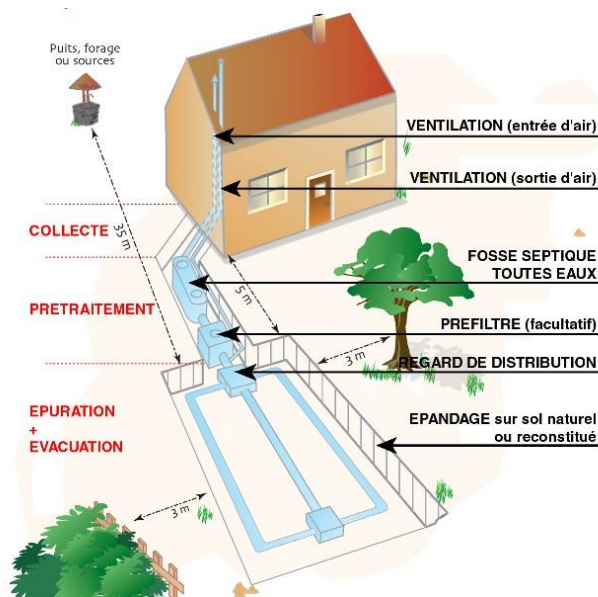 Puits, forage
ou sources
VENTILATION (entrée d'air)
VENTILATION (sortie d'air)
COLLECTE
35 m
FOSSE SEPTIQUE
TOUTES EAUX
5 m
PRETRAITEMENT
PREFILTRE (facultatif)
3 m
REGARD DE DISTRIBUTION
EPURATION
+
EVACUATION
EPANDAGE sur sol naturel
ou reconstitué
3 m